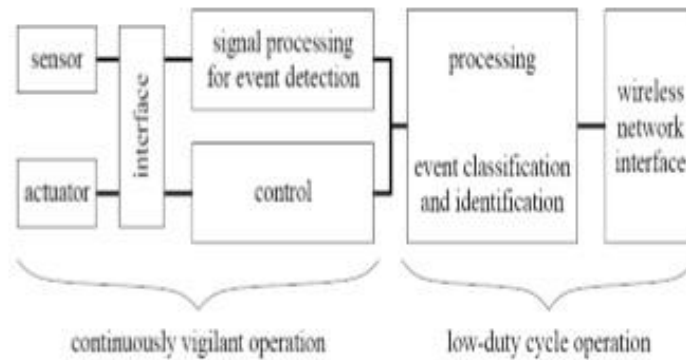 sensor
actuator
interface
signal processing
for event detection
control
processing
event classification
and identification
wireless
network
interface
continuously vigilant operation
low-duty cycle operation